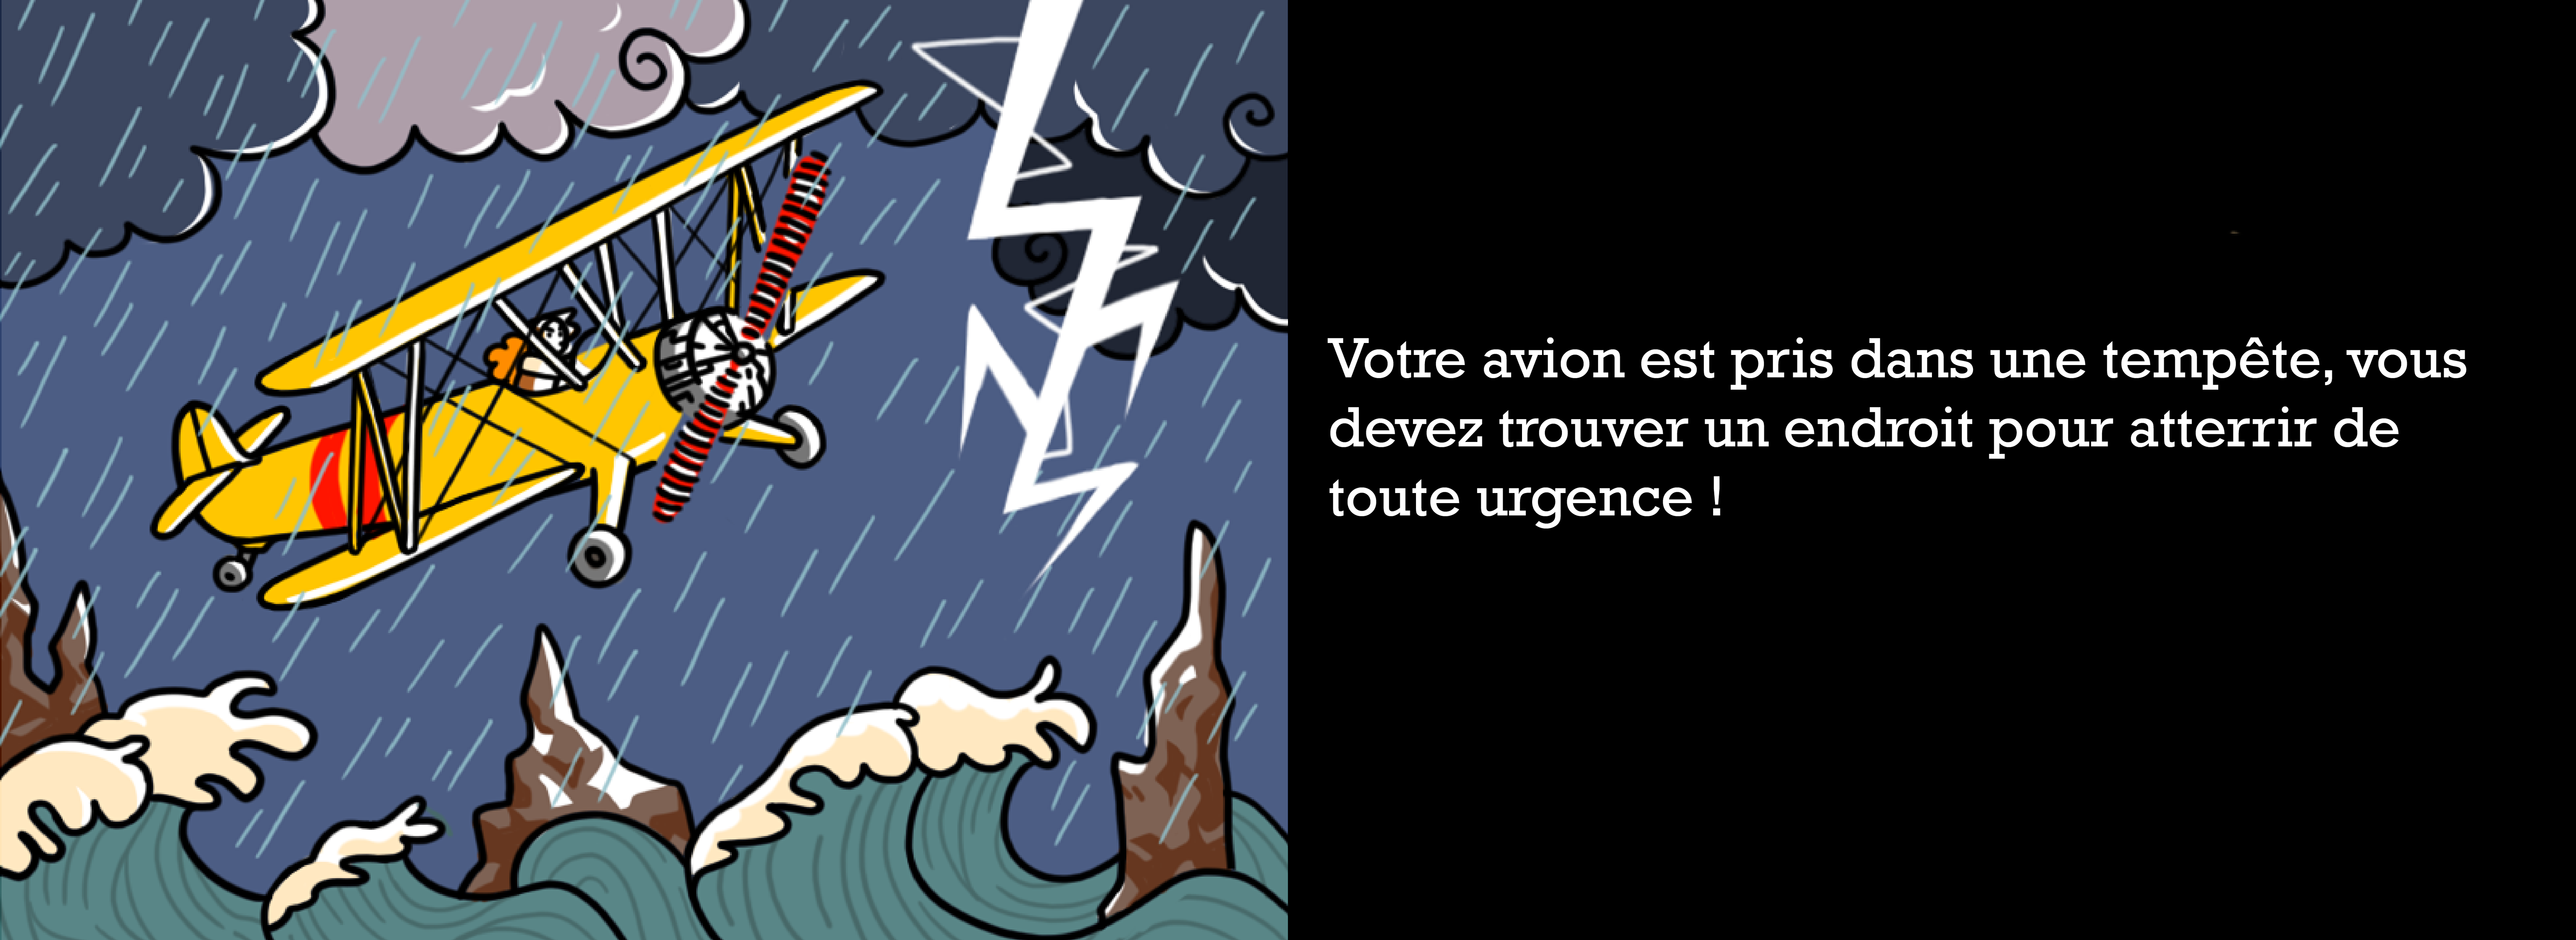 Votre avion est pris dans une tempête, vous
devez trouver un endroit pour atterrir de
toute urgence !